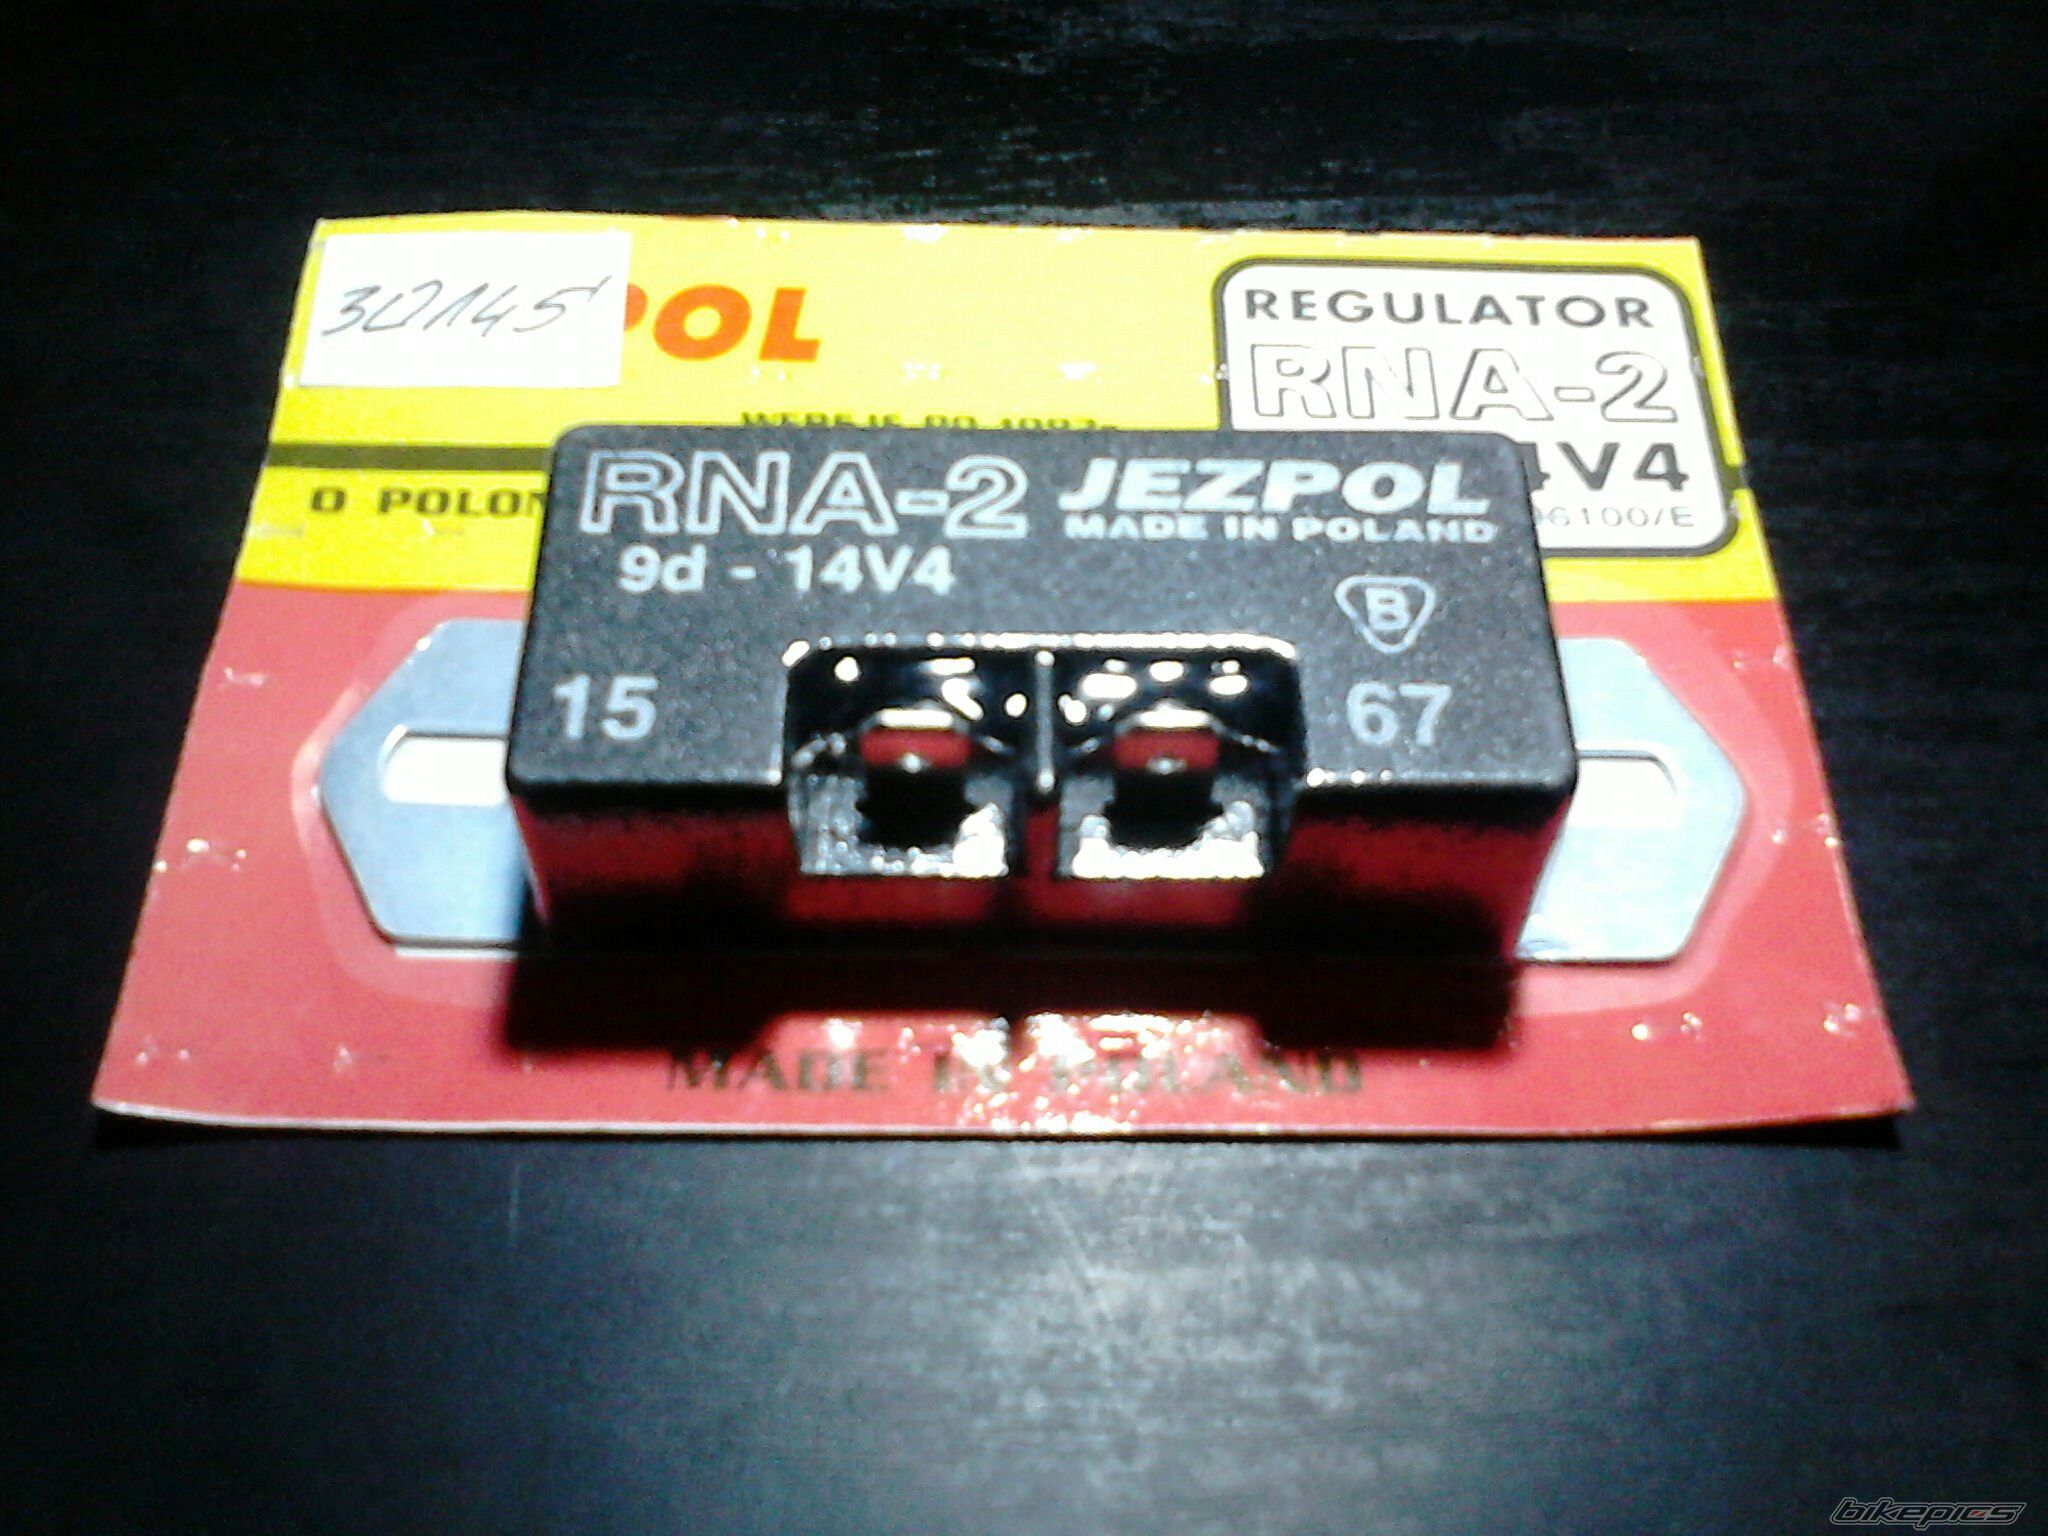 30145
POL
REGULATOR
RNA-2
4V4
06100/E
O POLON
RNA-2 JEZPOL
MADE IN POLAND
9d - 14V4
B
15
67
MADE IN POLAND
bikepics